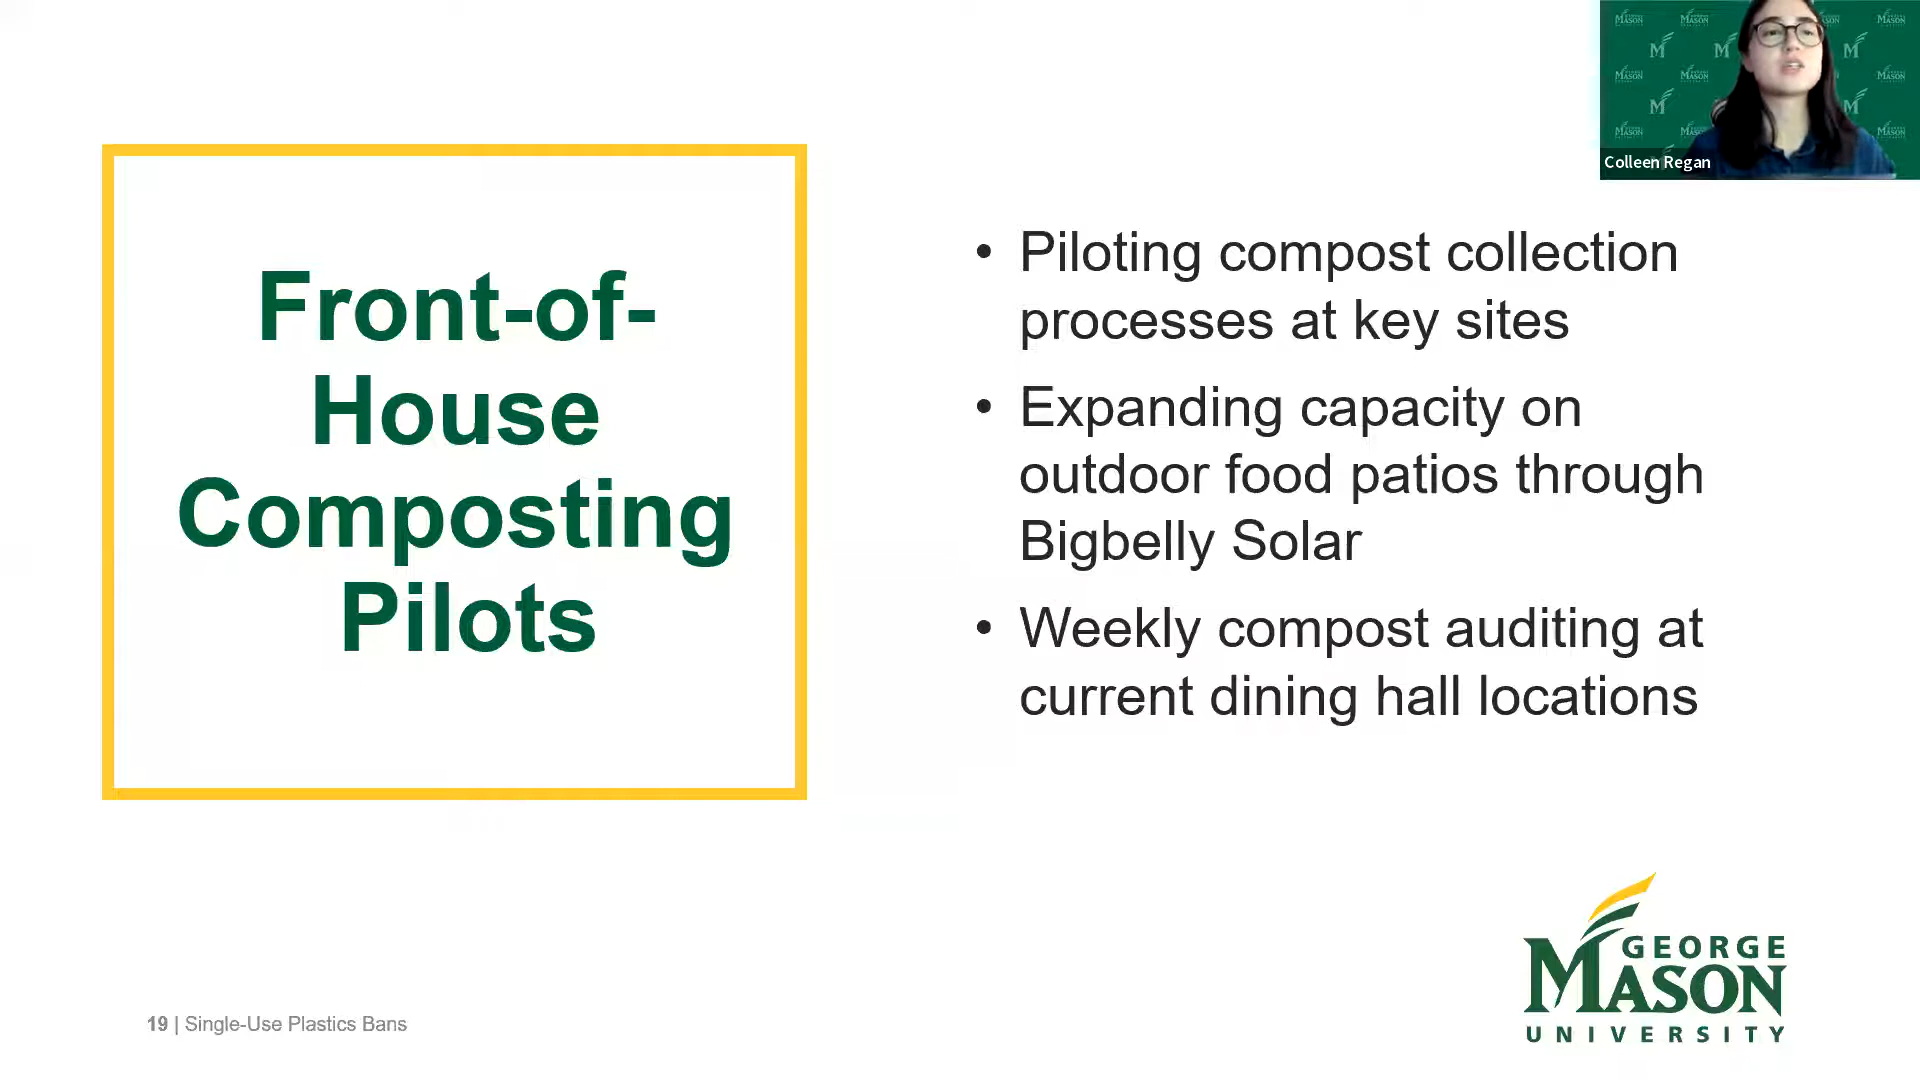 Colleen Regan
Front-of-
House
Composting
Pilots
• Piloting compost collection
processes at key sites
• Expanding capacity on
outdoor food patios through
Bigbelly Solar
• Weekly compost auditing at
current dining hall locations
19 | Single-Use Plastics Bans
GEORGE
MASON
UNIVERSITY